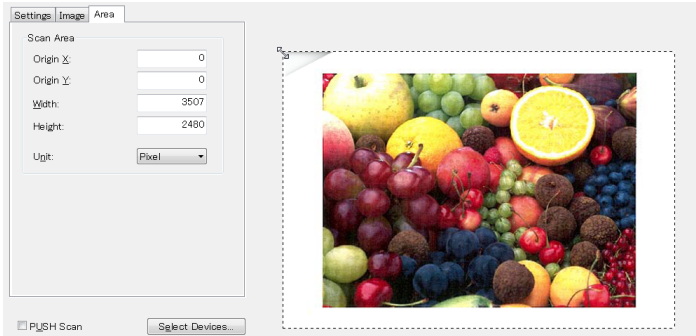 Settings Image Area
Scan Area
Origin X: 0
Origin Y: 0
Width: 3507
Height: 2480
Unit: Pixel
PUSH Scan Select Devices...